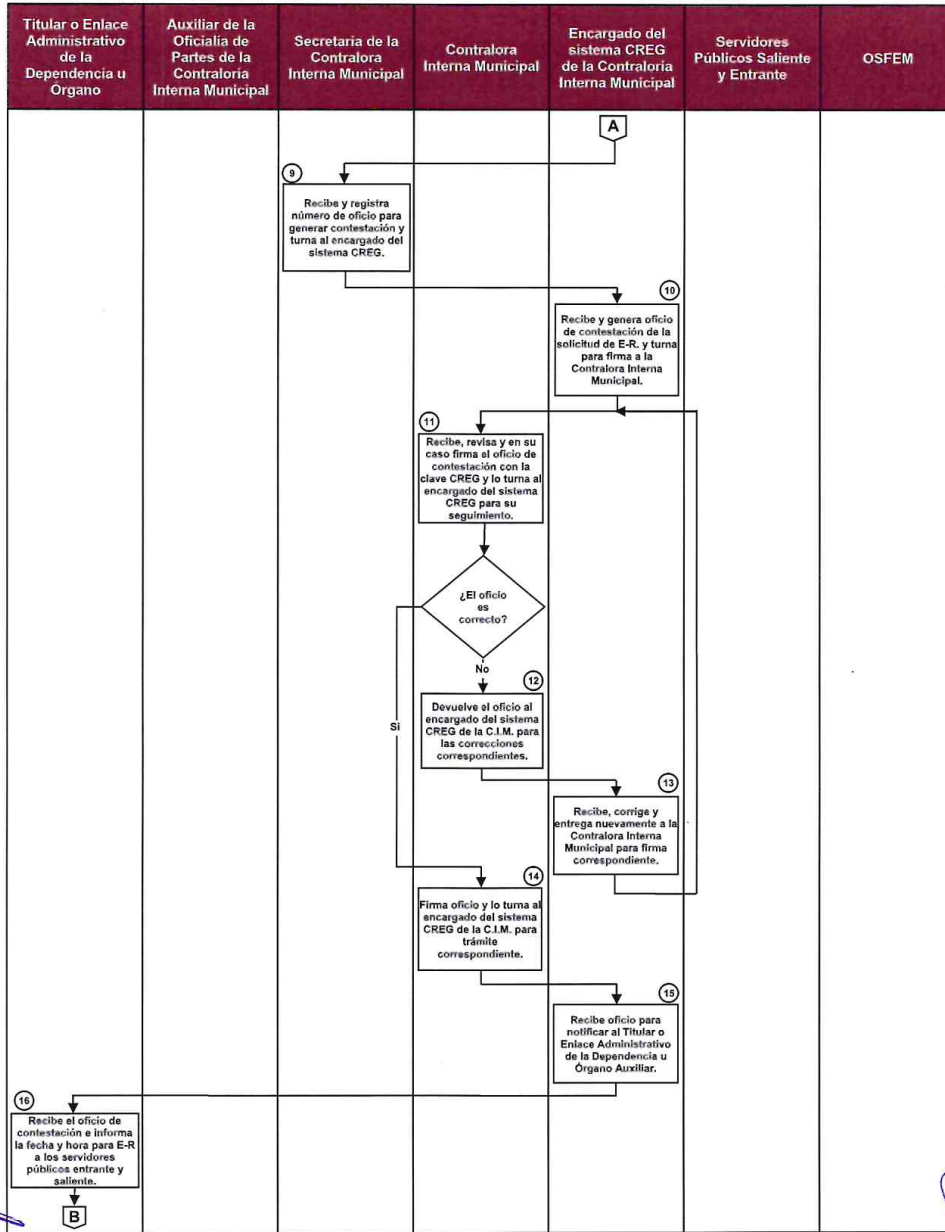 Titular o Enlace
Administrativo
de la
Dependencia u
Órgano
Auxiliar de la
Oficialía de
Partes de la
Contraloría
Interna Municipal
Secretaria de la
Contralora
Interna Municipal
Contralora
Interna Municipal
Encargado del
sistema CREG
de la Contraloría
Interna Municipal
Servidores
Públicos Saliente
y Entrante
OSFEM
A
9
Recibe y registra
número de oficio para
generar contestación y
turna al encargado del
sistema CREG.
10
Recibe y genera oficio
de contestación de la
solicitud de E-R. y turna
para firma a la
Contralora Interna
Municipal.
11
Recibe, revisa y en su
caso firma el oficio de
contestación con la
clave CREG y lo turna al
encargado del sistema
CREG para su
seguimiento.
¿El oficio
es
correcto?
No
Si
12
Devuelve el oficio al
encargado del sistema
CREG de la C.I.M. para
las correcciones
correspondientes.
13
Recibe, corrige y
entrega nuevamente a la
Contralora Interna
Municipal para firma
correspondiente.
14
Firma oficio y lo turna al
encargado del sistema
CREG de la C.I.M. para
trámite
correspondiente.
15
Recibe oficio para
notificar al Titular o
Enlace Administrativo
de la Dependencia u
Órgano Auxiliar.
16
Recibe el oficio de
contestación e informa
la fecha y hora para E-R
a los servidores
públicos entrante y
saliente.
B